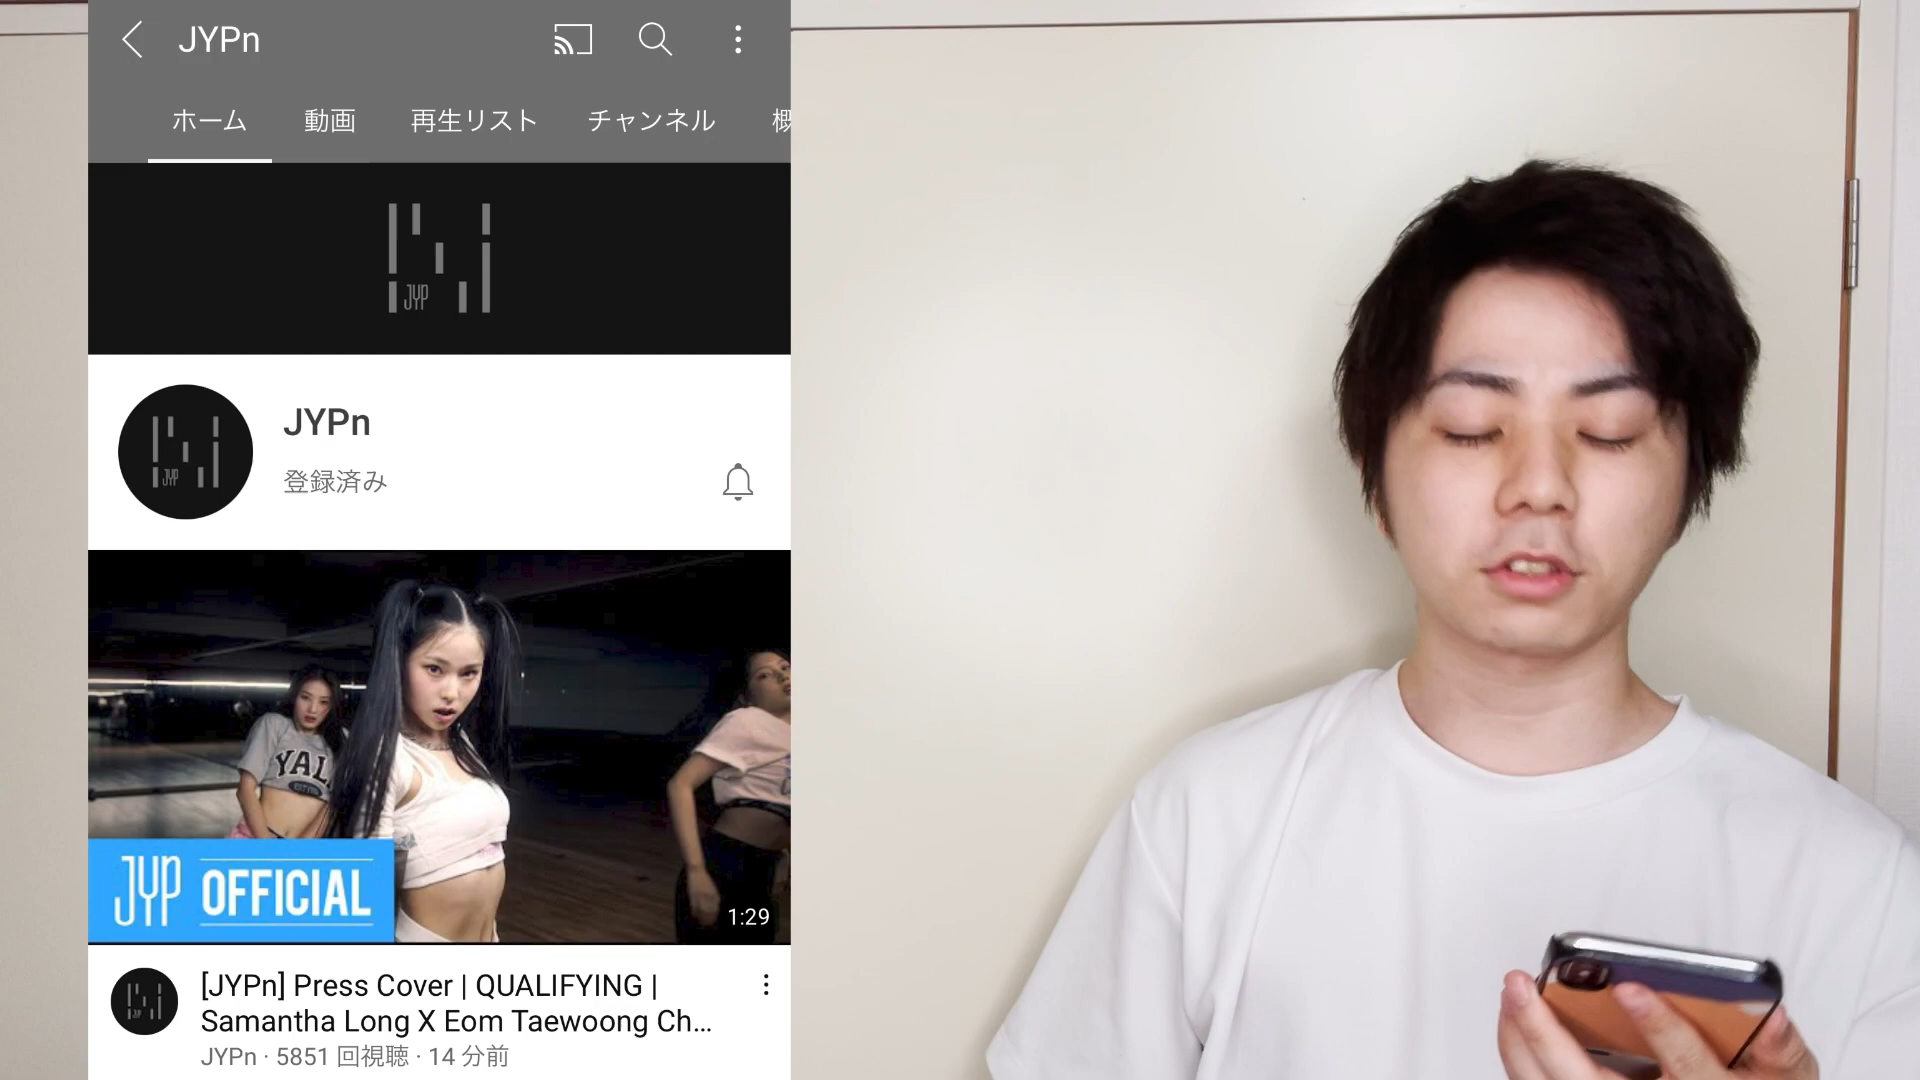 JYPn
ホーム 動画 再生リスト チャンネル 概
JYP
JYPn
登録済み
JYP
YAL
JYP OFFICIAL
1:29
[JYPn] Press Cover | QUALIFYING |
Samantha Long X Eom Taewoong Ch...
JYPn · 5851 回視聴 · 14 分前